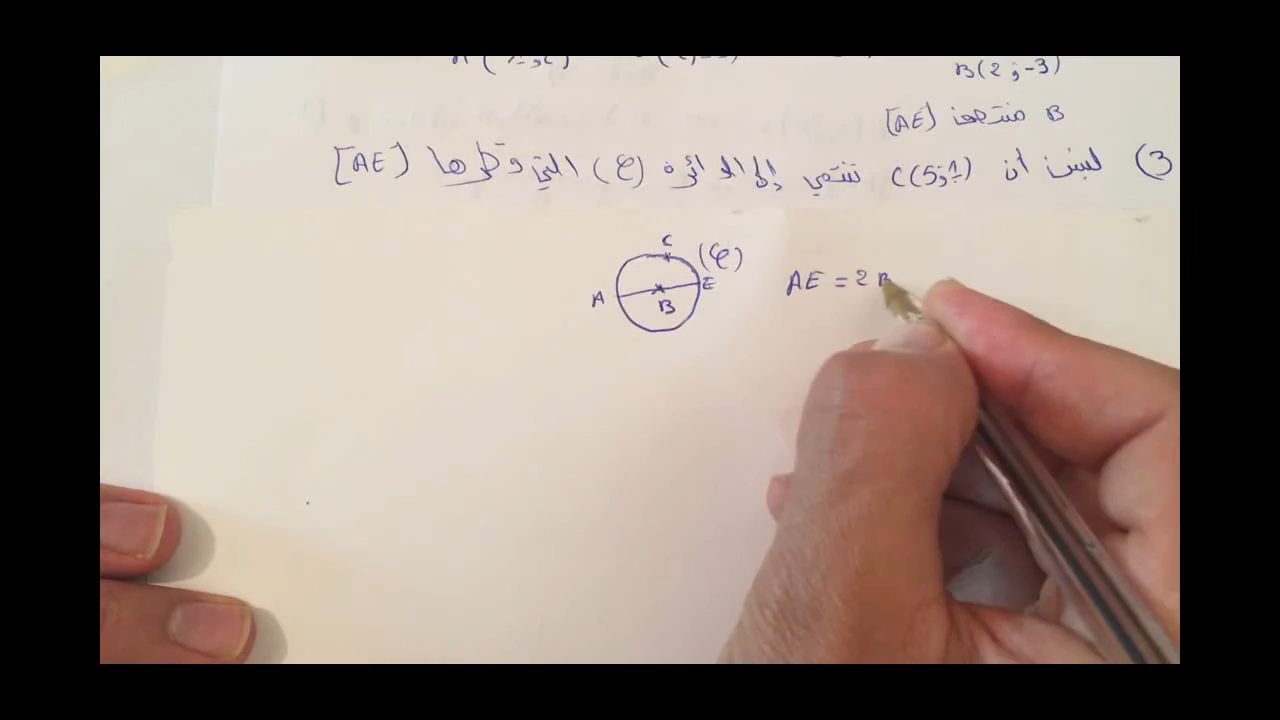 B(2;-3)
B منتصف [AE]
3) لنبين أن C(5;1) تنتمي إلى الدائرة (C) التي قطرها [AE]
C
(C)
A
E
B
AE = 2 B